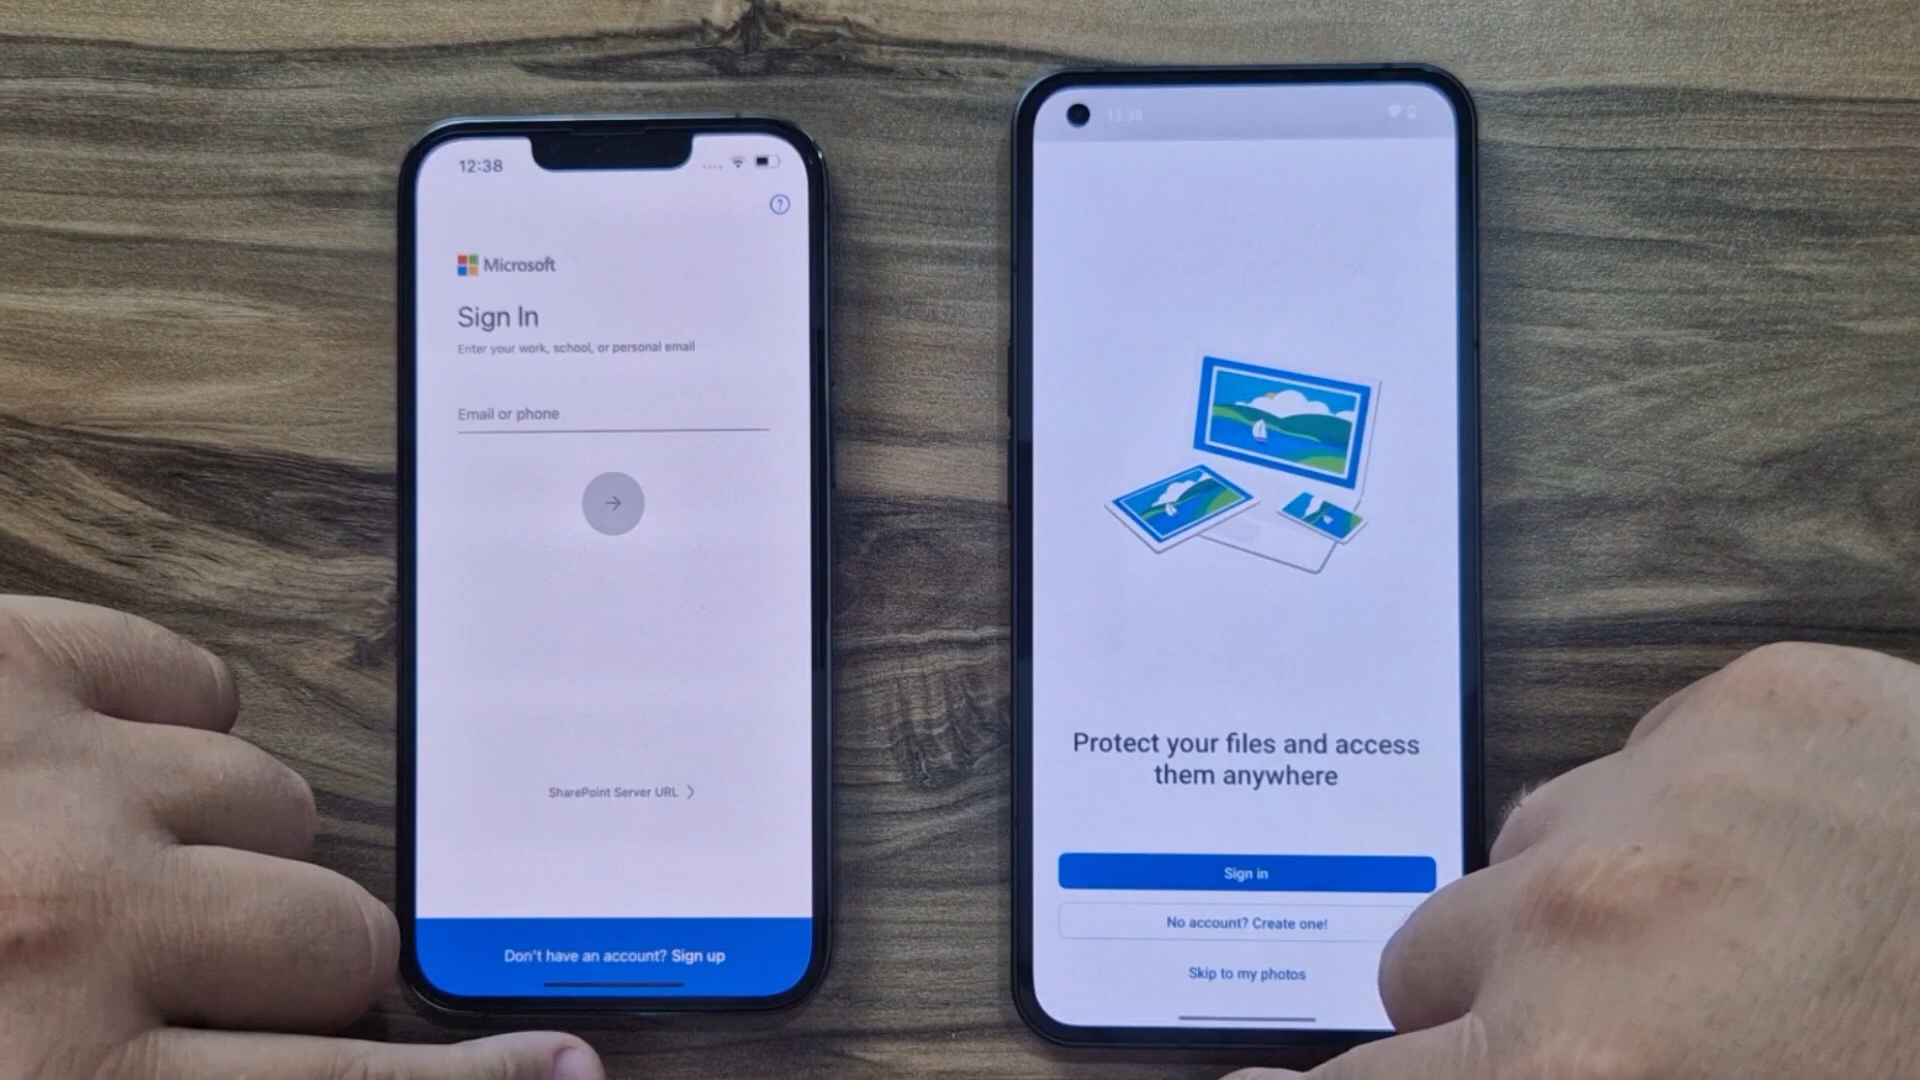 12:38
Microsoft
Sign In
Enter your work, school, or personal email
Email or phone
SharePoint Server URL
Don't have an account? Sign up
12:38
Protect your files and access
them anywhere
Sign in
No account? Create one!
Skip to my photos